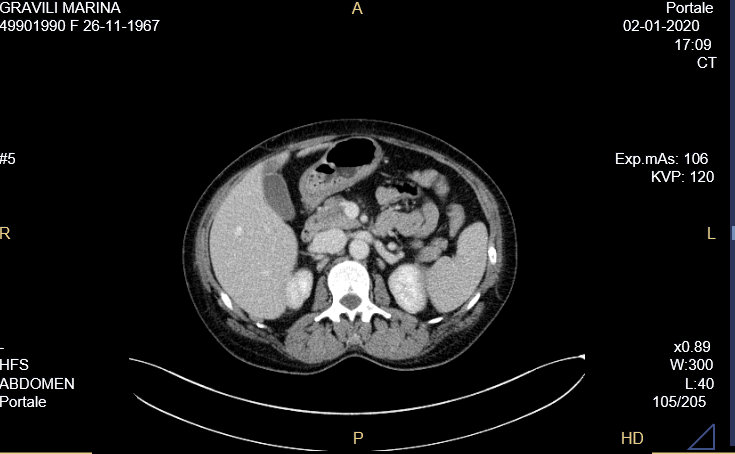 GRAVILI MARINA
49901990 F 26-11-1967
A
Portale
02-01-2020
17:09
CT
#5
Exp.mAs: 106
KVP: 120
R
L
-
HFS
ABDOMEN
Portale
x0.89
W:300
L:40
105/205
P
HD